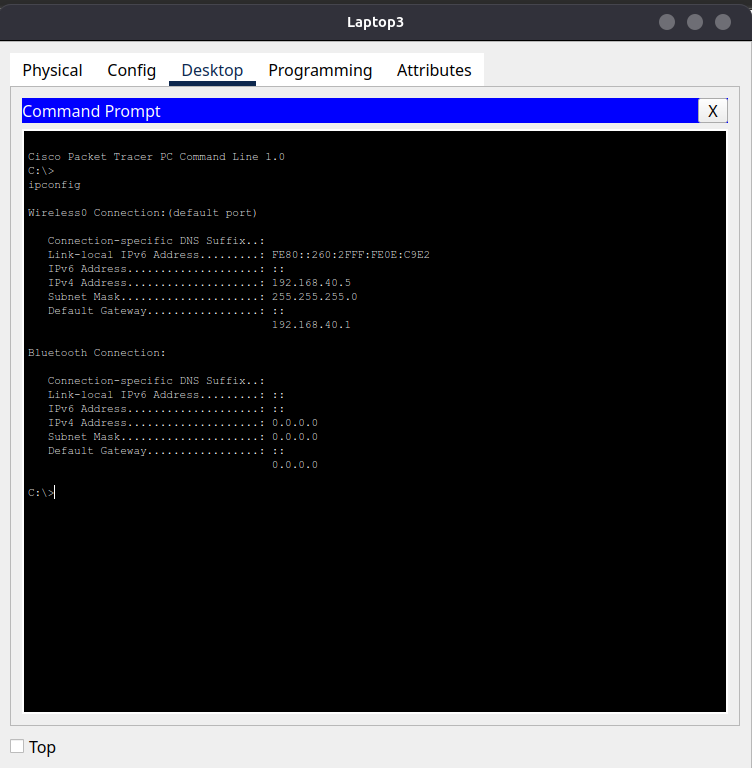 Laptop3
Physical Config Desktop Programming Attributes
Command Prompt X
Cisco Packet Tracer PC Command Line 1.0
C:\>
ipconfig
Wireless0 Connection:(default port)
Connection-specific DNS Suffix..:
Link-local IPv6 Address.........: FE80::260:2FFF:FE0E:C9E2
IPv6 Address....................: ::
IPv4 Address....................: 192.168.40.5
Subnet Mask.....................: 255.255.255.0
Default Gateway.................: ::
192.168.40.1
Bluetooth Connection:
Connection-specific DNS Suffix..:
Link-local IPv6 Address.........: ::
IPv6 Address....................: ::
IPv4 Address....................: 0.0.0.0
Subnet Mask.....................: 0.0.0.0
Default Gateway.................: ::
0.0.0.0
C:\>
Top